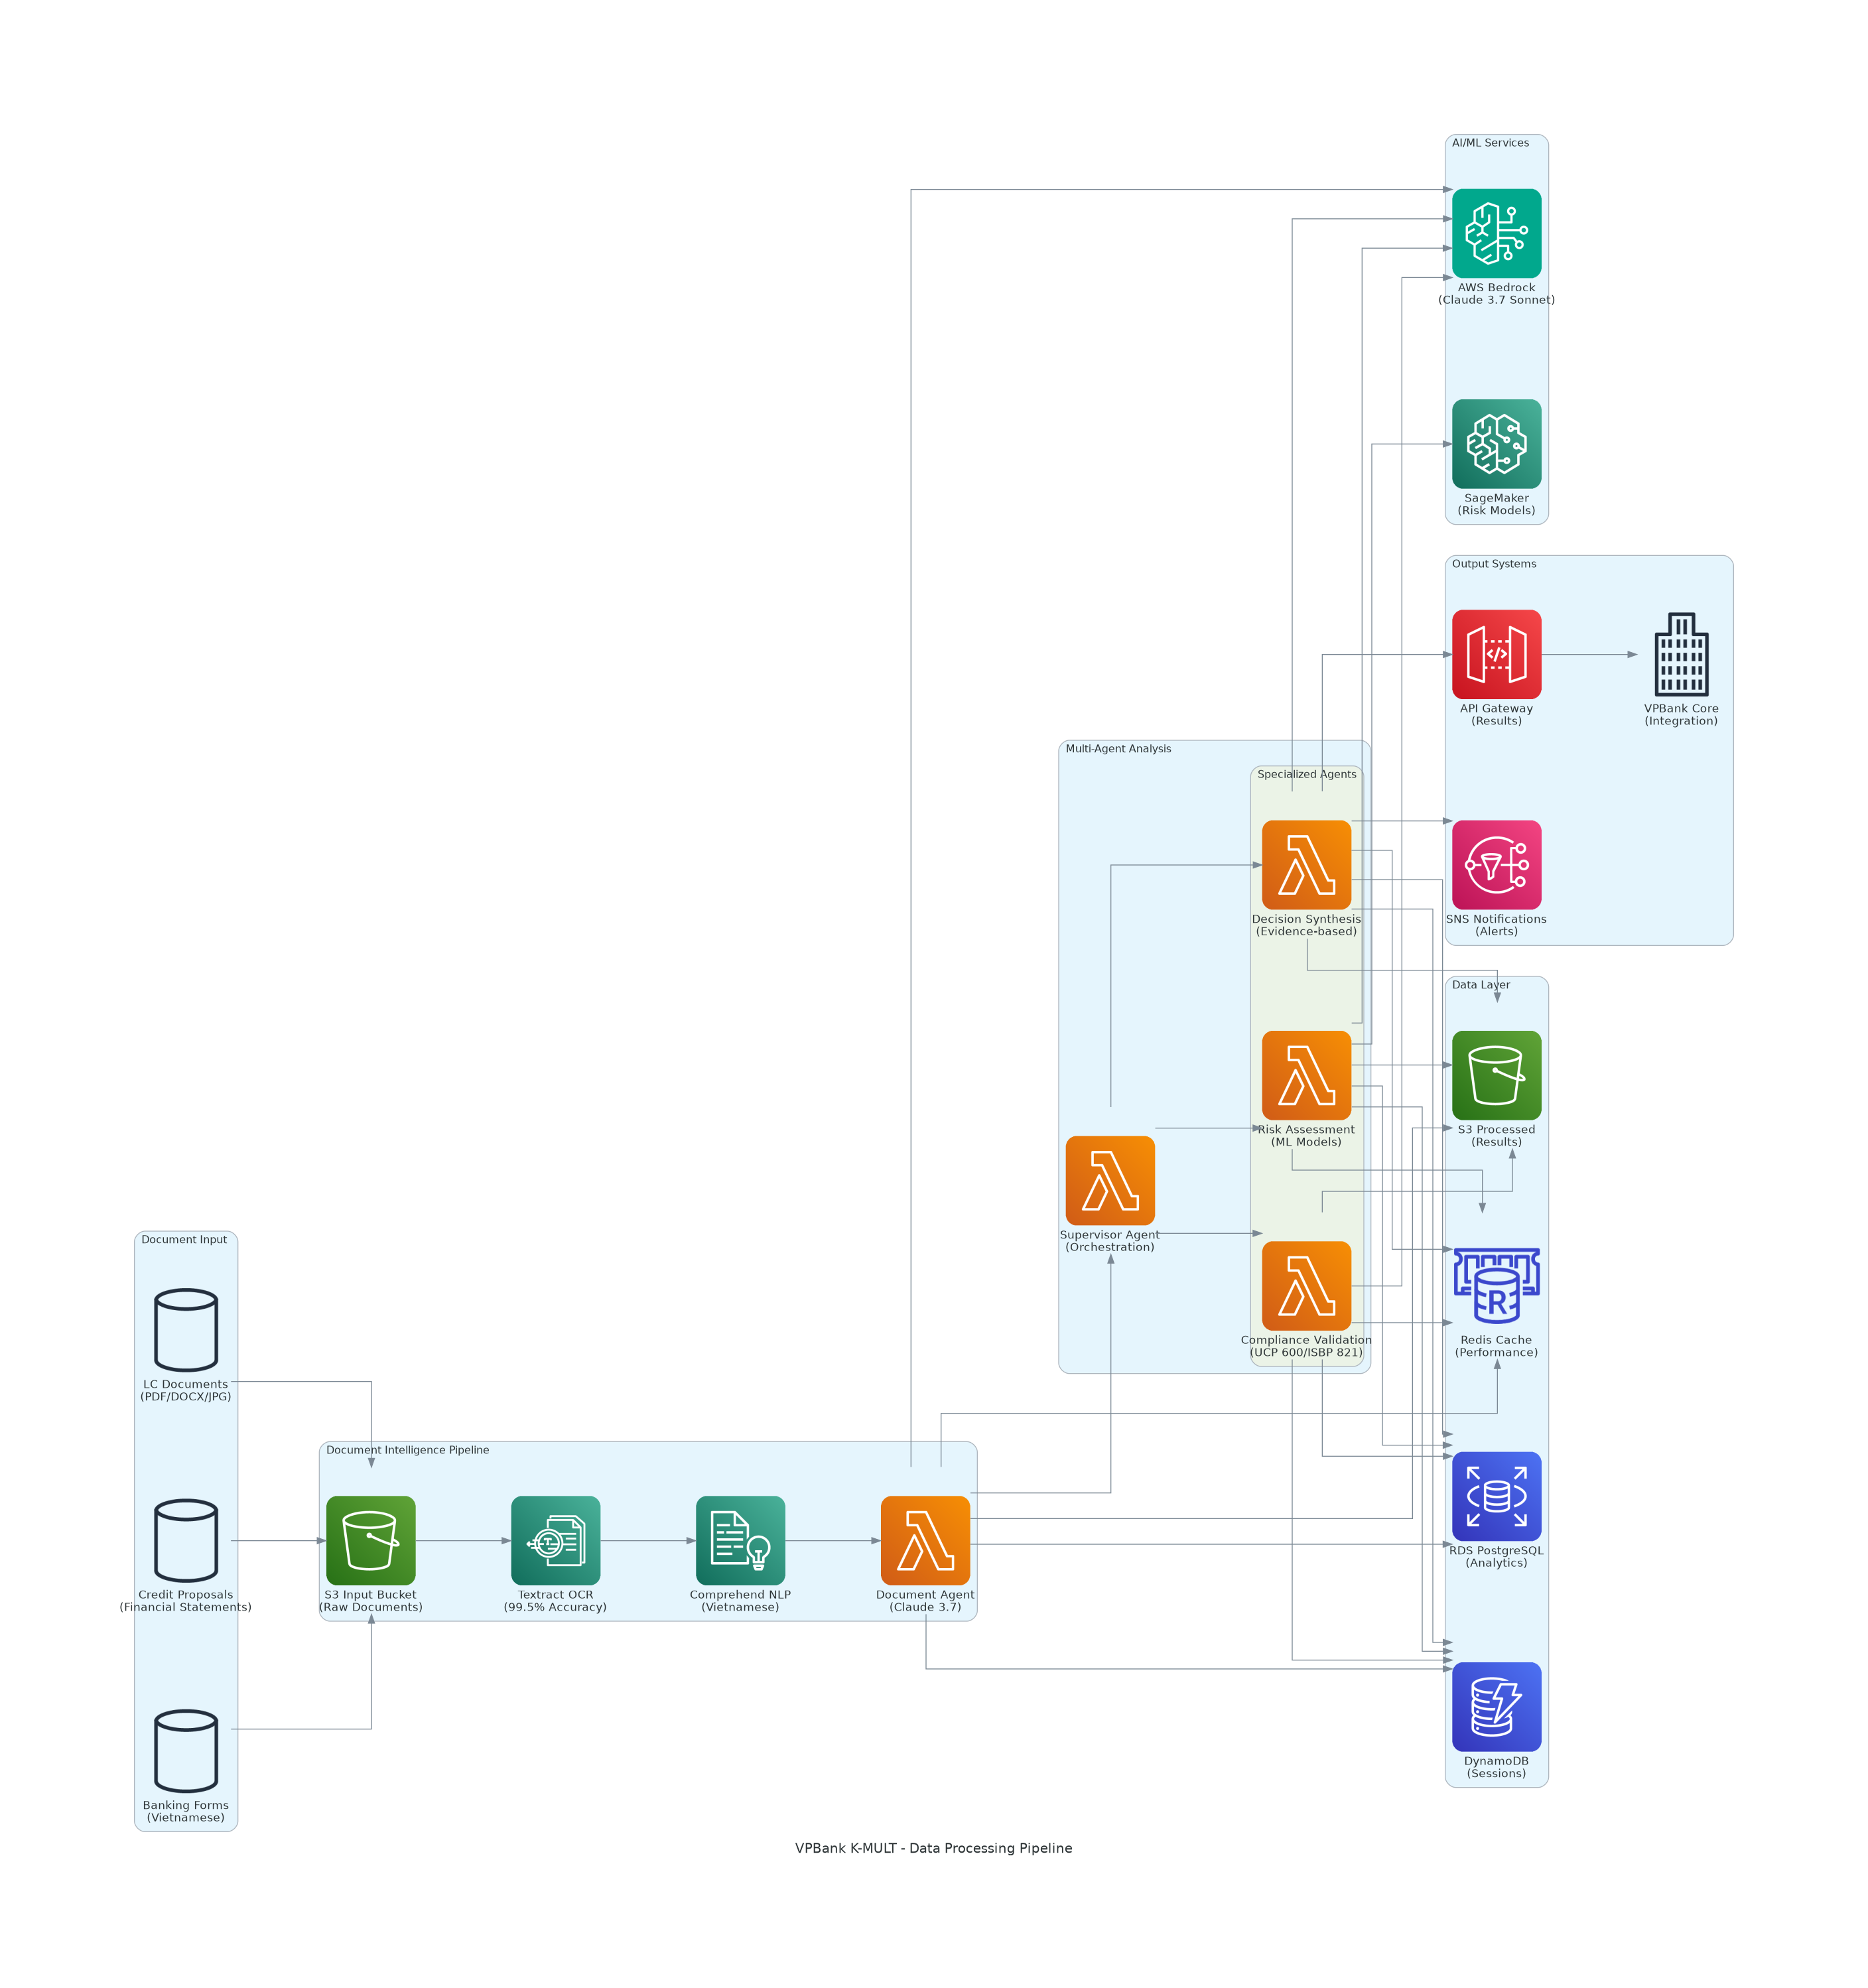 AI/ML Services
AWS Bedrock
(Claude 3.7 Sonnet)
SageMaker
(Risk Models)
Output Systems
API Gateway
(Results)
VPBank Core
(Integration)
SNS Notifications
(Alerts)
Multi-Agent Analysis
Specialized Agents
Decision Synthesis
(Evidence-based)
Risk Assessment
(ML Models)
Supervisor Agent
(Orchestration)
Compliance Validation
(UCP 600/ISBP 821)
Data Layer
S3 Processed
(Results)
R
Redis Cache
(Performance)
RDS PostgreSQL
(Analytics)
DynamoDB
(Sessions)
Document Input
LC Documents
(PDF/DOCX/JPG)
Credit Proposals
(Financial Statements)
Banking Forms
(Vietnamese)
Document Intelligence Pipeline
S3 Input Bucket
(Raw Documents)
Textract OCR
(99.5% Accuracy)
Comprehend NLP
(Vietnamese)
Document Agent
(Claude 3.7)
VPBank K-MULT - Data Processing Pipeline